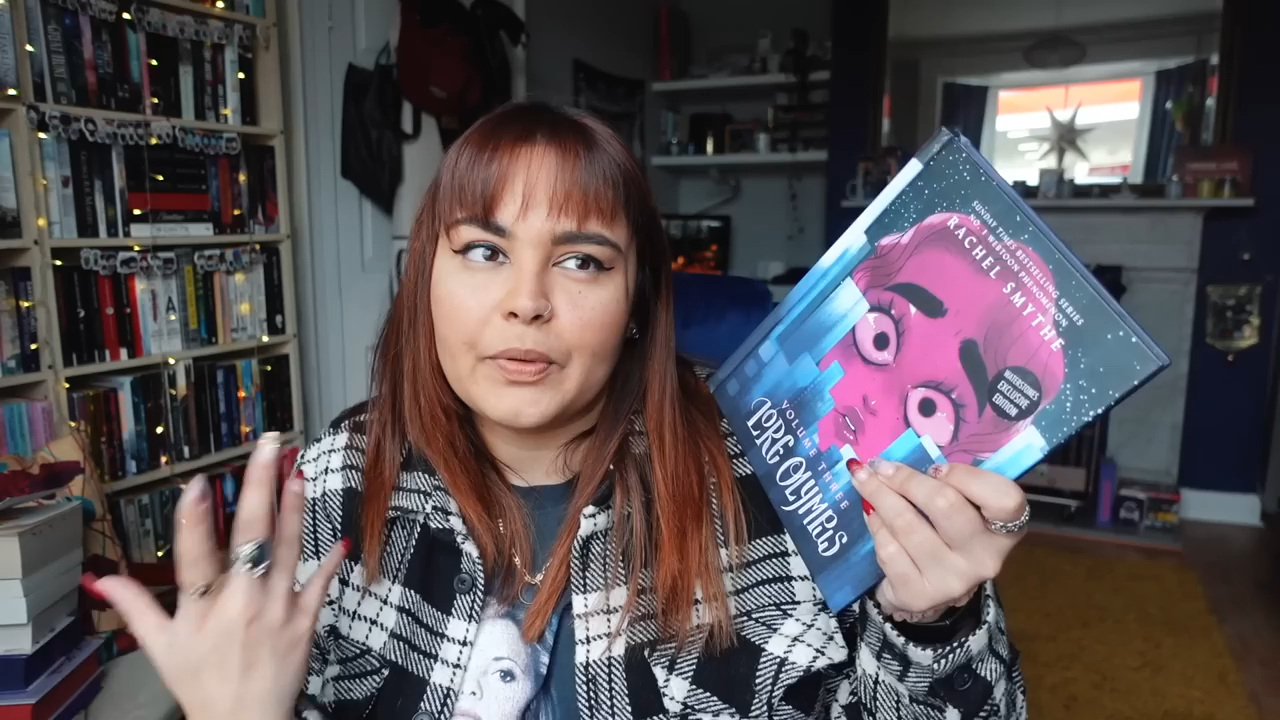 SUNDAY TIMES BESTSELLING SERIES
NO. 1 WEBTOON PHENOMENON
RACHEL SMYTHE
WATERSTONES
EXCLUSIVE
EDITION
VOLUME THREE
LORE OLYMPUS